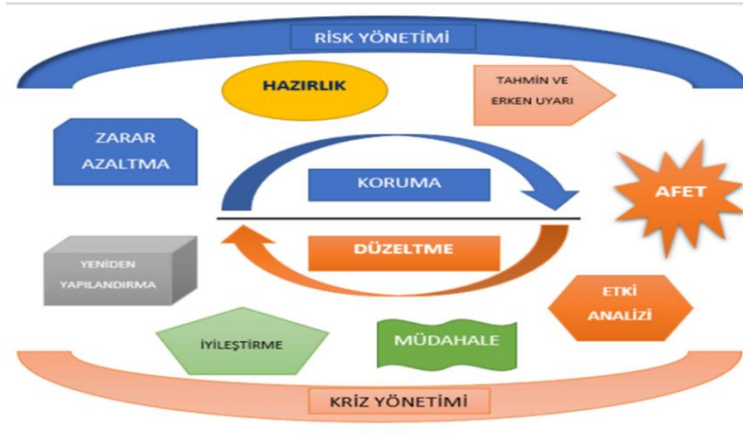 RİSK YÖNETİMİ
HAZIRLIK
TAHMİN VE
ERKEN UYARI
ZARAR
AZALTMA
KORUMA
AFET
DÜZELTME
YENİDEN
YAPILANDIRMA
ETKİ
ANALİZİ
İYİLEŞTİRME
MÜDAHALE
KRİZ YÖNETİMİ